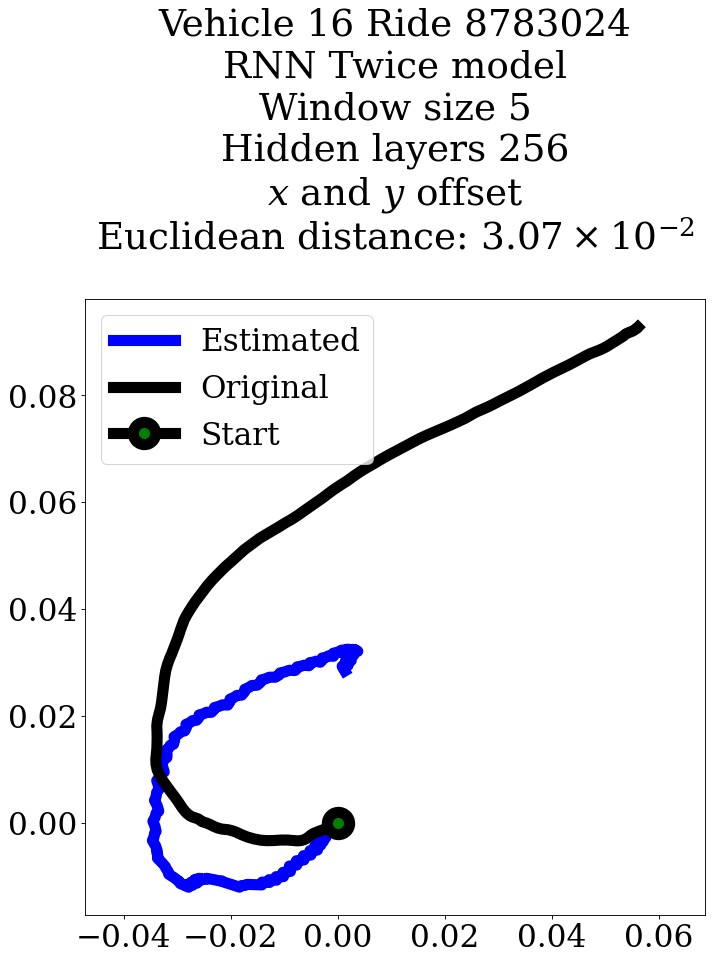 Vehicle 16 Ride 8783024
RNN Twice model
Window size 5
Hidden layers 256
x and y offset
Euclidean distance: 3.07 × 10⁻²
Estimated
Original
Start
0.08
0.06
0.04
0.02
0.00
−0.04 −0.02 0.00 0.02 0.04 0.06